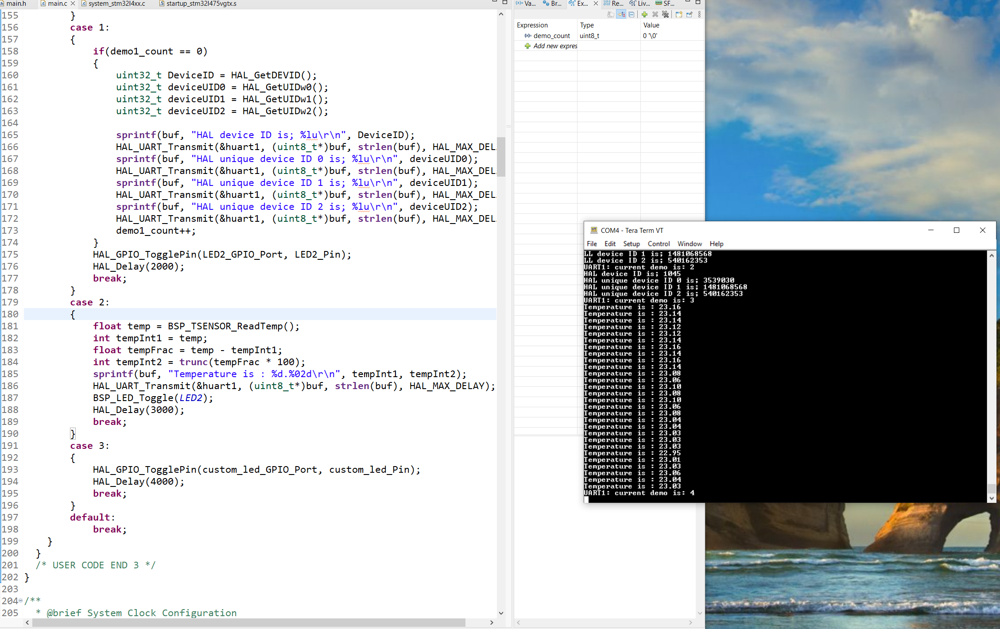 main.h
main.c
system_stm32l4xx.c
startup_stm32l475vgtx.s
155 }
156 case 1:
157 {
158 if(demo1_count == 0)
159 {
160 uint32_t DeviceID = HAL_GetDEVID();
161 uint32_t deviceUID0 = HAL_GetUIDw0();
162 uint32_t deviceUID1 = HAL_GetUIDw1();
163 uint32_t deviceUID2 = HAL_GetUIDw2();
164
165 sprintf(buf, "HAL device ID is; %lu\r\n", DeviceID);
166 HAL_UART_Transmit(&huart1, (uint8_t*)buf, strlen(buf), HAL_MAX_DEL
167 sprintf(buf, "HAL unique device ID 0 is; %lu\r\n", deviceUID0);
168 HAL_UART_Transmit(&huart1, (uint8_t*)buf, strlen(buf), HAL_MAX_DEL
169 sprintf(buf, "HAL unique device ID 1 is; %lu\r\n", deviceUID1);
170 HAL_UART_Transmit(&huart1, (uint8_t*)buf, strlen(buf), HAL_MAX_DEL
171 sprintf(buf, "HAL unique device ID 2 is; %lu\r\n", deviceUID2);
172 HAL_UART_Transmit(&huart1, (uint8_t*)buf, strlen(buf), HAL_MAX_DEL
173 demo1_count++;
174 }
175 HAL_GPIO_TogglePin(LED2_GPIO_Port, LED2_Pin);
176 HAL_Delay(2000);
177 break;
178 }
179 case 2:
180 {
181 float temp = BSP_TSENSOR_ReadTemp();
182 int tempInt1 = temp;
183 float tempFrac = temp - tempInt1;
184 int tempInt2 = trunc(tempFrac * 100);
185 sprintf(buf, "Temperature is : %d.%02d\r\n", tempInt1, tempInt2);
186 HAL_UART_Transmit(&huart1, (uint8_t*)buf, strlen(buf), HAL_MAX_DELAY);
187 BSP_LED_Toggle(LED2);
188 HAL_Delay(3000);
189 break;
190 }
191 case 3:
192 {
193 HAL_GPIO_TogglePin(custom_led_GPIO_Port, custom_led_Pin);
194 HAL_Delay(4000);
195 break;
196 }
197 default:
198 break;
199 }
200 }
201 /* USER CODE END 3 */
202 }
203
204 /**
205 * @brief System Clock Configuration
(x)= Va... Br... Ex... Re... Liv... SF...
Expression Type Value
(x)= demo_count uint8_t 0 '\0'
Add new expres
COM4 - Tera Term VT
File Edit Setup Control Window Help
LL device ID 1 is; 1481068568
LL device ID 2 is; 540162353
UART1: current demo is: 2
HAL device ID is; 1045
HAL unique device ID 0 is; 3539030
HAL unique device ID 1 is; 1481068568
HAL unique device ID 2 is; 540162353
UART1: current demo is: 3
Temperature is : 23.16
Temperature is : 23.14
Temperature is : 23.14
Temperature is : 23.12
Temperature is : 23.12
Temperature is : 23.14
Temperature is : 23.16
Temperature is : 23.14
Temperature is : 23.16
Temperature is : 23.14
Temperature is : 23.08
Temperature is : 23.06
Temperature is : 23.10
Temperature is : 23.08
Temperature is : 23.10
Temperature is : 23.06
Temperature is : 23.08
Temperature is : 23.04
Temperature is : 23.04
Temperature is : 23.03
Temperature is : 23.03
Temperature is : 23.03
Temperature is : 22.95
Temperature is : 23.01
Temperature is : 23.03
Temperature is : 23.06
Temperature is : 23.04
Temperature is : 23.03
UART1: current demo is: 4